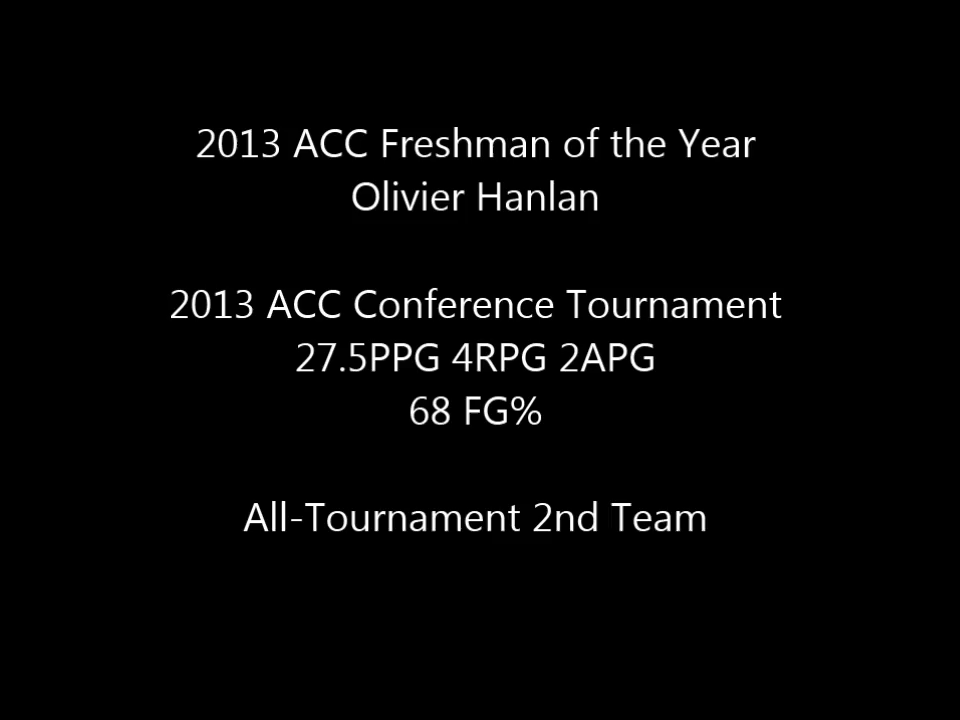 2013 ACC Freshman of the Year
Olivier Hanlan
2013 ACC Conference Tournament
27.5PPG 4RPG 2APG
68 FG%
All-Tournament 2nd Team